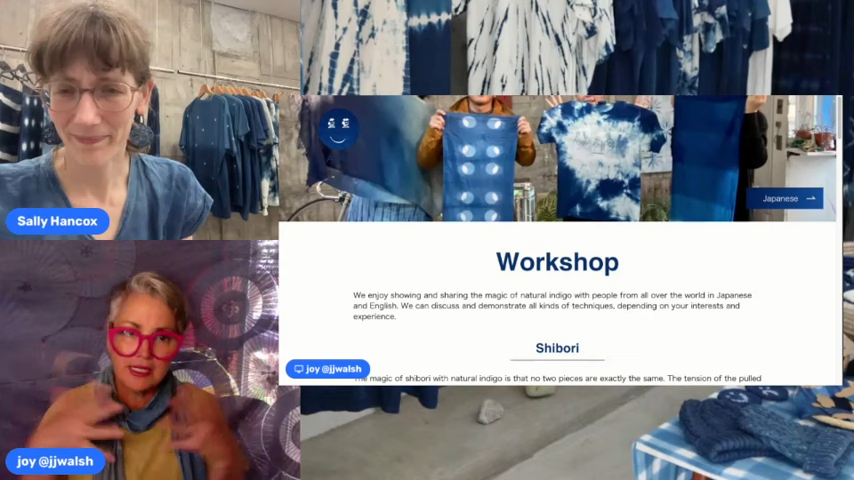 Sally Hancox
Japanese
Workshop
We enjoy showing and sharing the magic of natural indigo with people from all over the world in Japanese
and English. We can discuss and demonstrate all kinds of techniques, depending on your interests and
experience.
Shibori
joy @jjwalsh
magic of shibori with natural indigo is that no two pieces are exactly the same. The tension of the pulled
joy @jjwalsh